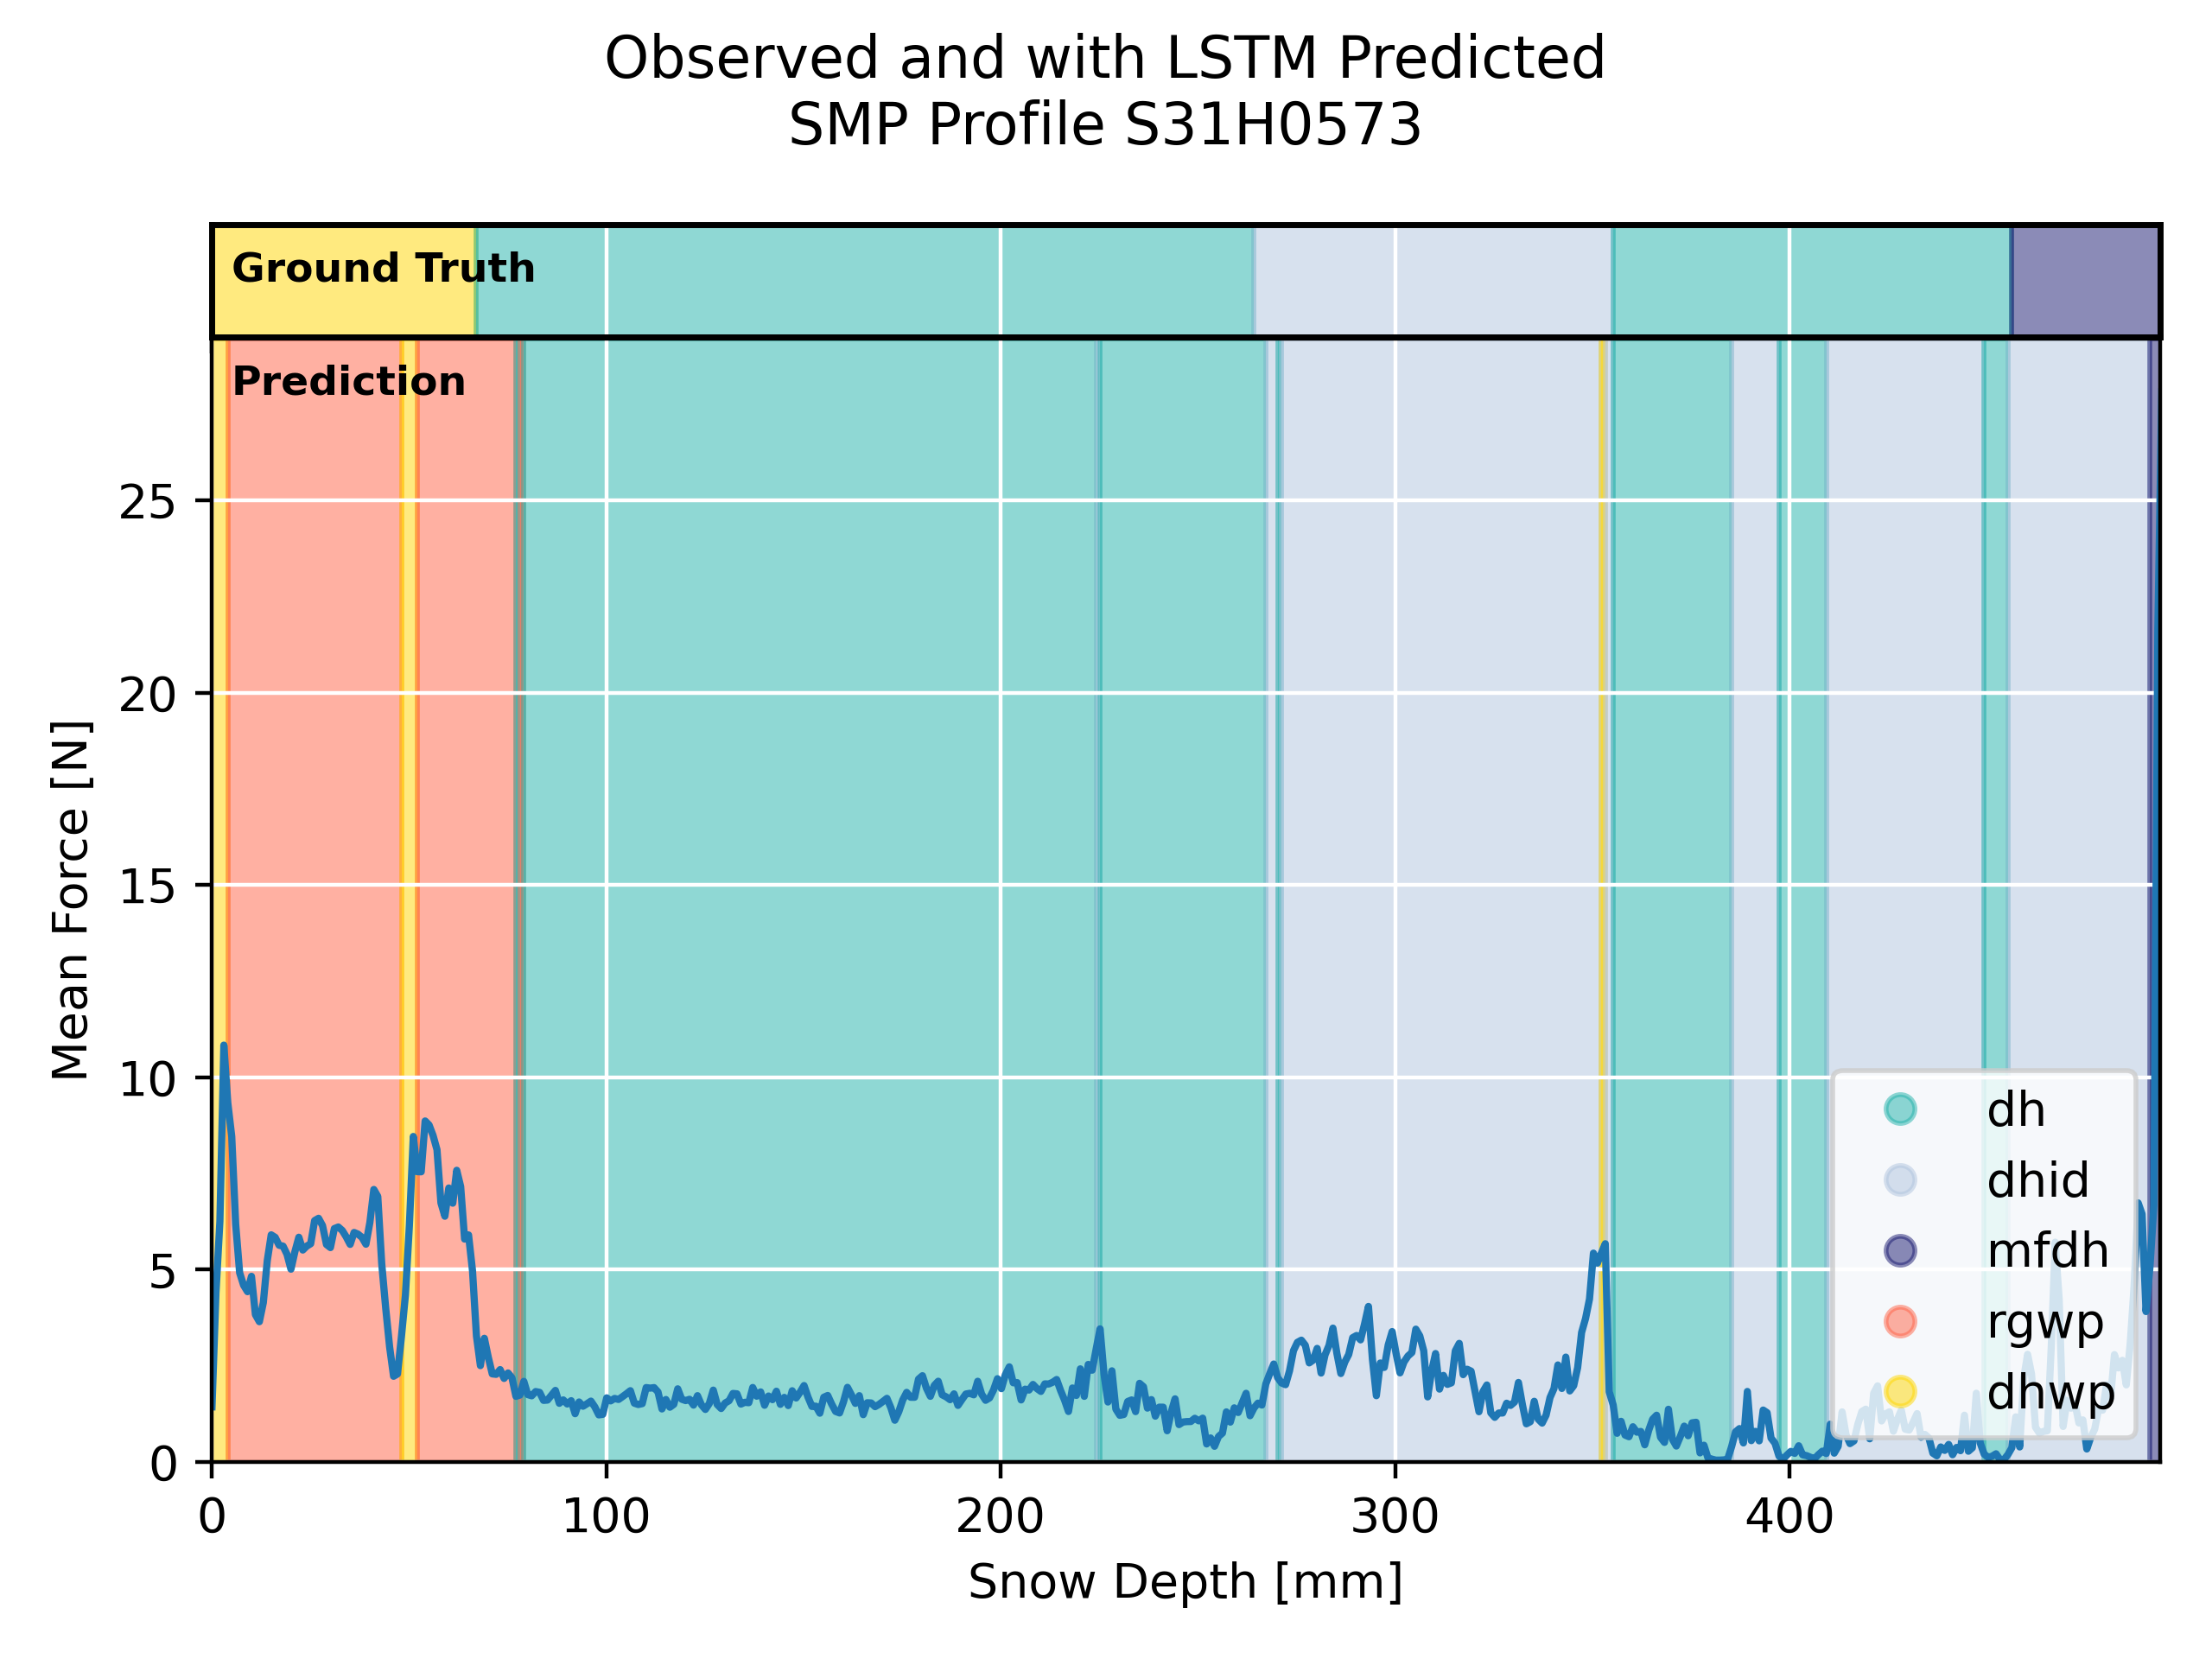 Observed and with LSTM Predicted
SMP Profile S31H0573
Ground Truth
Prediction
25
20
15
10
5
0
Mean Force [N]
0 100 200 300 400
Snow Depth [mm]
dh
dhid
mfdh
rgwp
dhwp